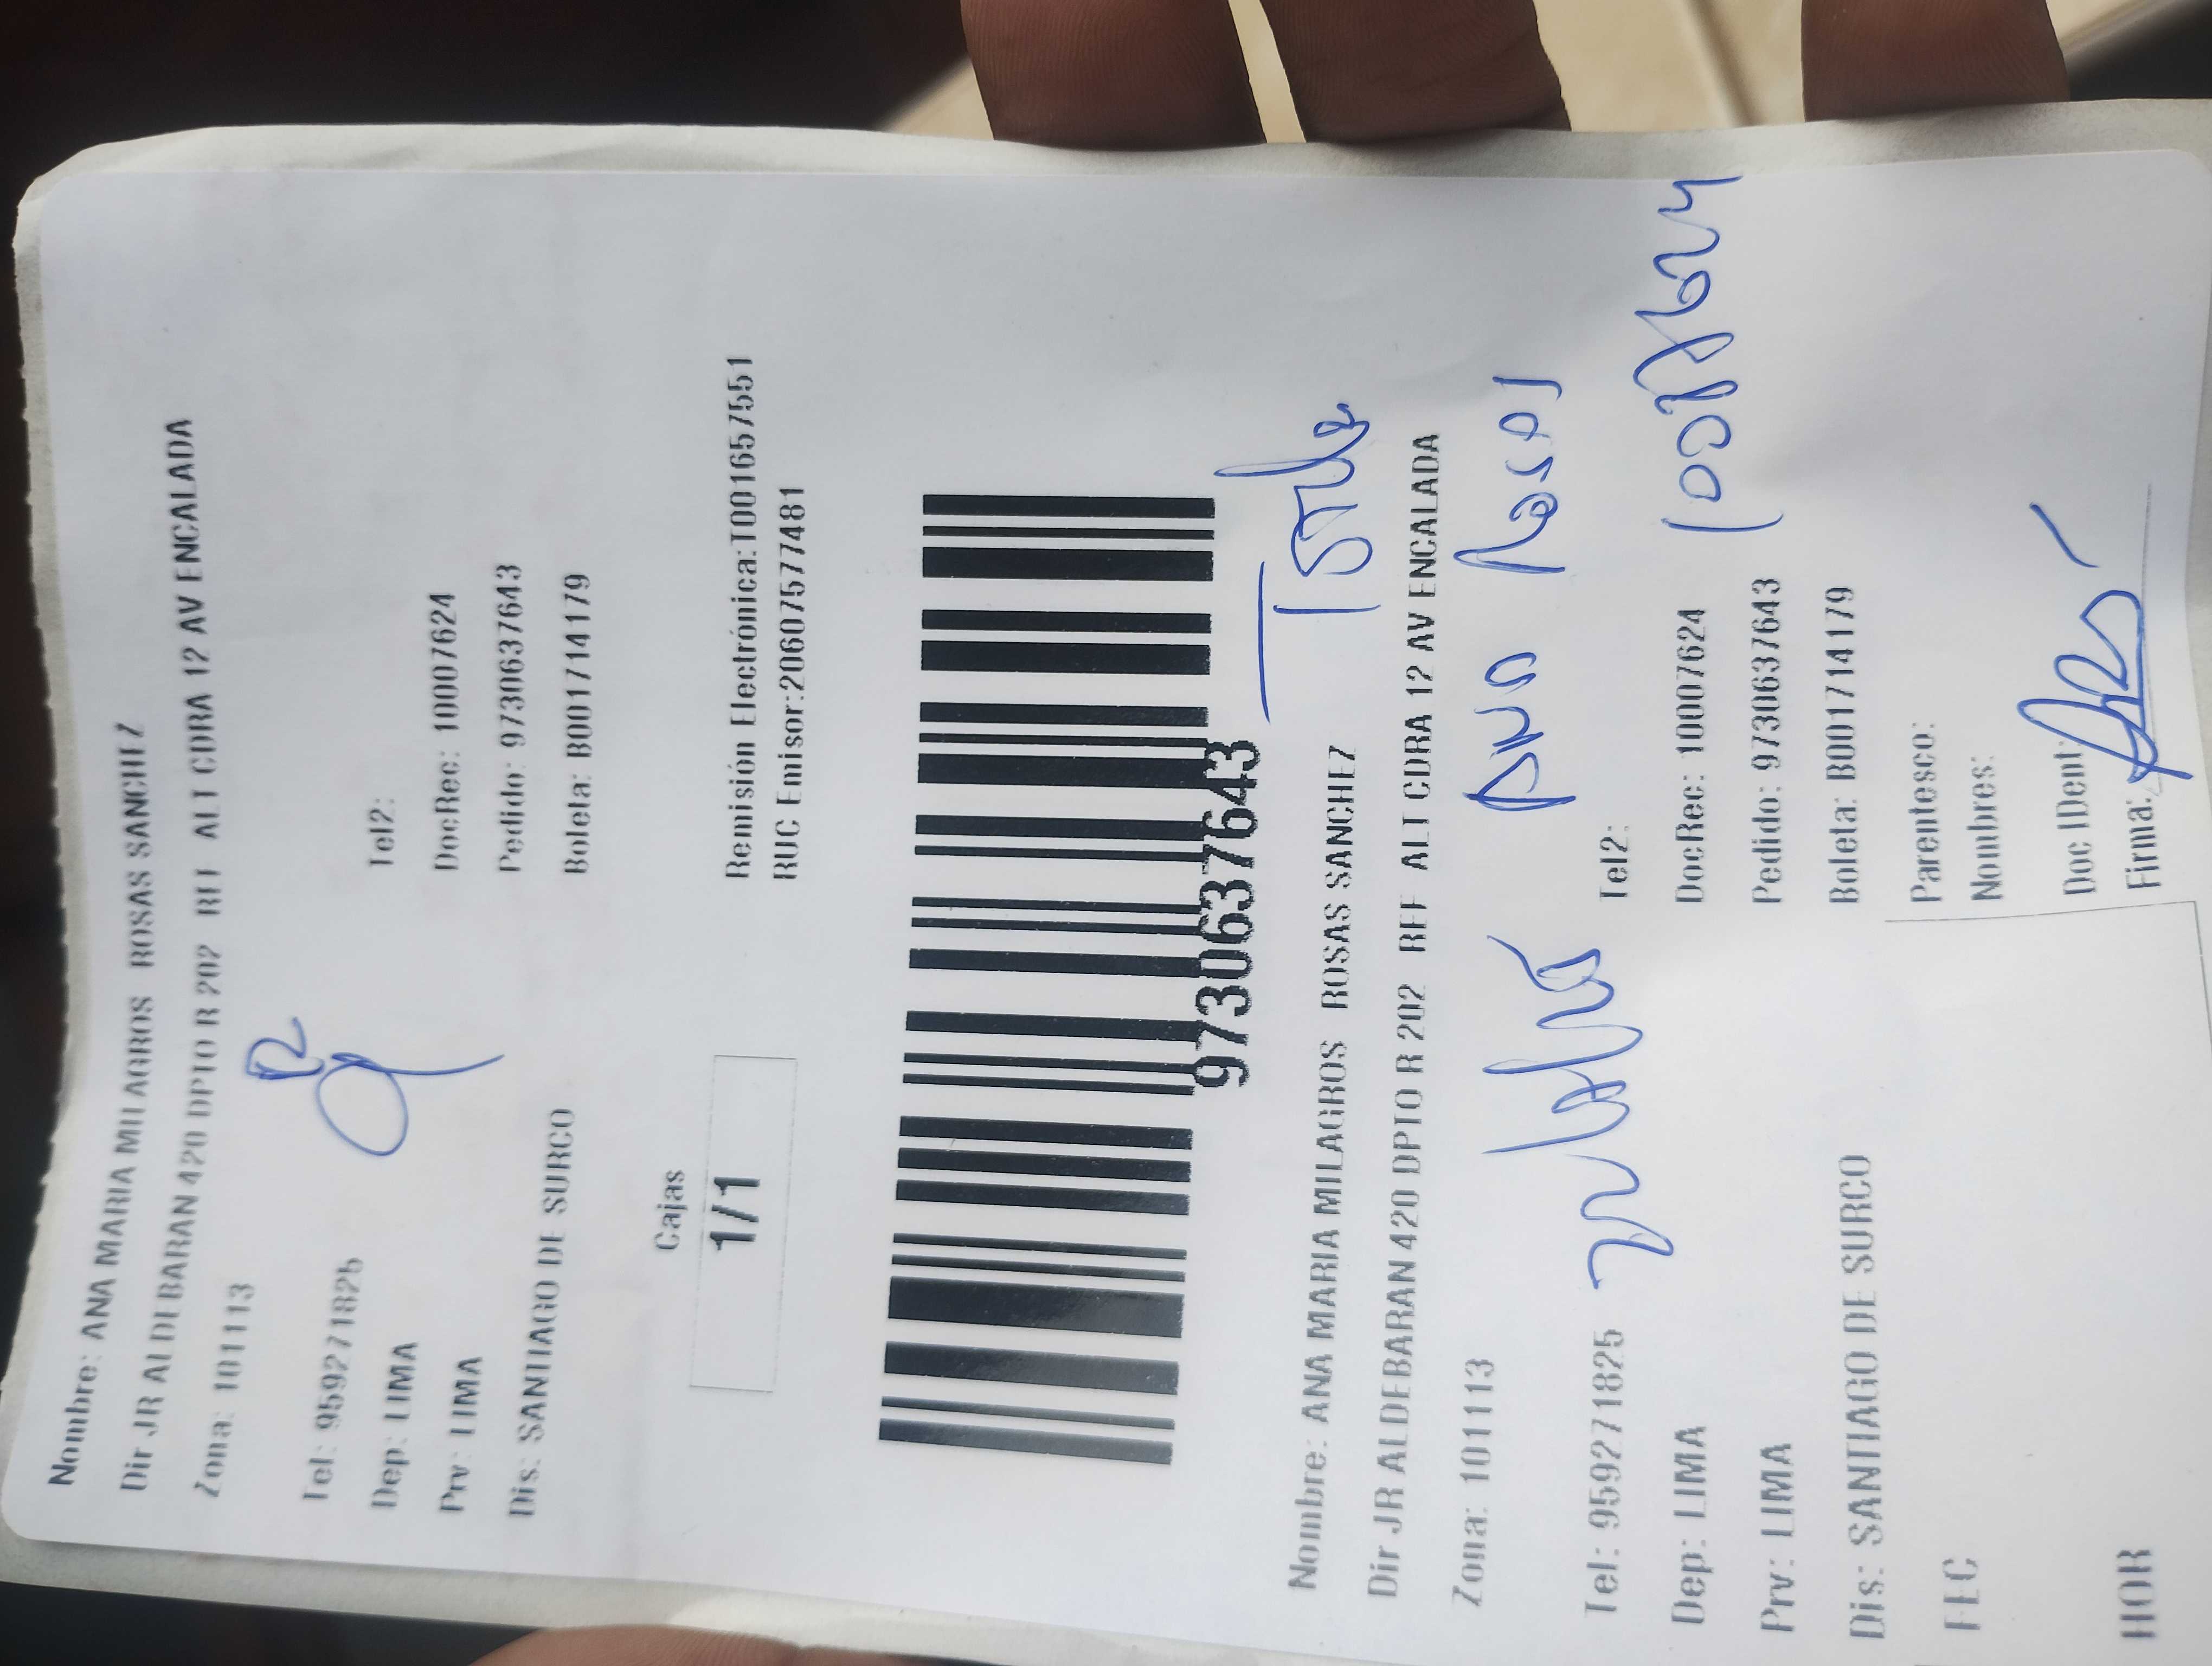 Nombre: ANA MARIA MILAGROS ROSAS SANCHEZ
Dir JR ALDEBARAN 420 DPTO R 202 REF ALT CDRA 12 AV ENCALADA
Zona: 101113
Tel: 959271825 Tel2:
Dep: LIMA DocRec: 10007624
Prv: LIMA Pedido: 9730637643
Dis: SANTIAGO DE SURCO Boleta: B001714179
Cajas
1/1
Remisión Electrónica:T001657551
RUC Emisor:20607577481
9730637643
Nombre: ANA MARIA MILAGROS ROSAS SANCHEZ
Dir JR ALDEBARAN 420 DPTO R 202 REF ALT CDRA 12 AV ENCALADA
Zona: 101113
Ana Rosas
Tel: 959271825 Tel2:
Dep: LIMA DocRec: 10007624
Prv: LIMA Pedido: 9730637643
Dis: SANTIAGO DE SURCO Boleta: B001714179
Parentesco:
FEC Nombres:
Doc IDent:
HOR Firma: